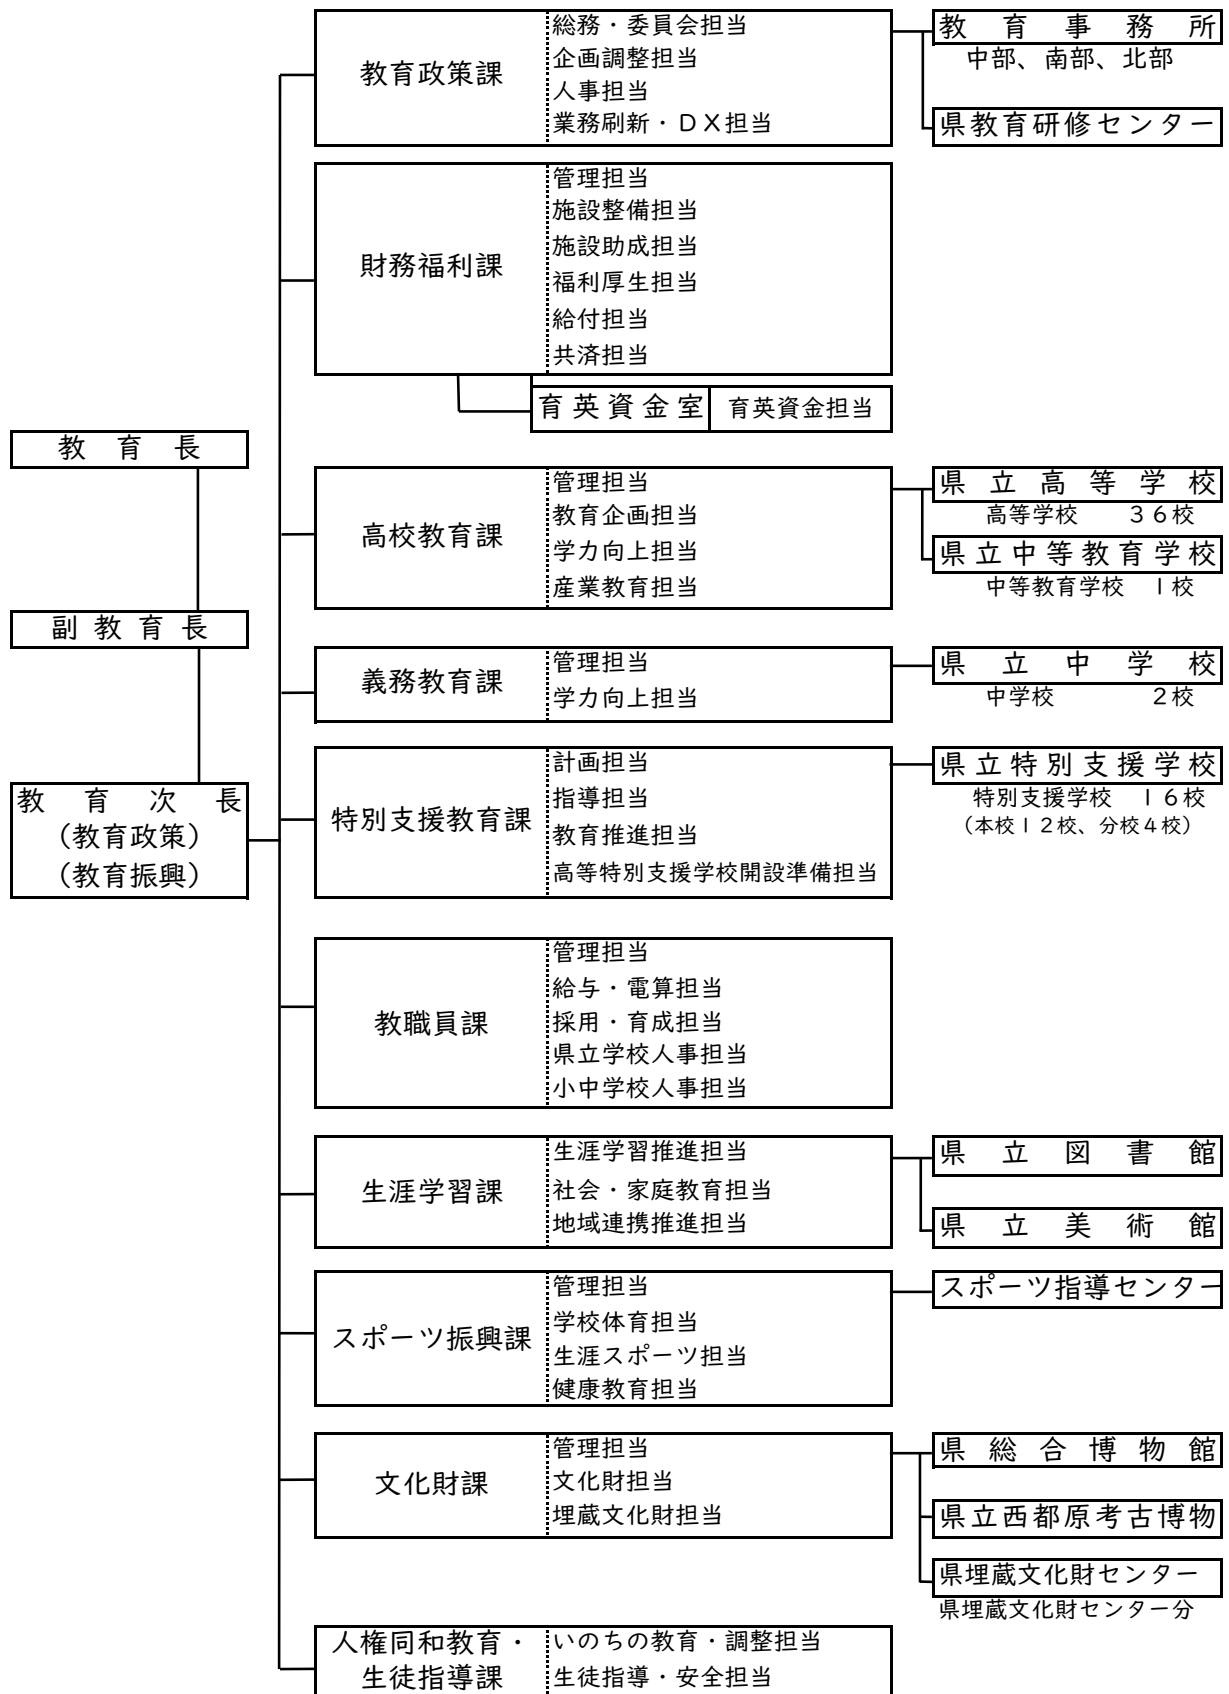 教育長
副教育長
教育次長
（教育政策）
（教育振興）
教育政策課
総務・委員会担当
企画調整担当
人事担当
業務刷新・ＤＸ担当
教育事務所
中部、南部、北部
県教育研修センター
財務福利課
管理担当
施設整備担当
施設助成担当
福利厚生担当
給付担当
共済担当
育英資金室
育英資金担当
高校教育課
管理担当
教育企画担当
学力向上担当
産業教育担当
県立高等学校
高等学校　３６校
県立中等教育学校
中等教育学校　１校
義務教育課
管理担当
学力向上担当
県立中学校
中学校　２校
特別支援教育課
計画担当
指導担当
教育推進担当
高等特別支援学校開設準備担当
県立特別支援学校
特別支援学校　１６校
（本校１２校、分校４校）
教職員課
管理担当
給与・電算担当
採用・育成担当
県立学校人事担当
小中学校人事担当
生涯学習課
生涯学習推進担当
社会・家庭教育担当
地域連携推進担当
県立図書館
県立美術館
スポーツ振興課
管理担当
学校体育担当
生涯スポーツ担当
健康教育担当
スポーツ指導センター
文化財課
管理担当
文化財担当
埋蔵文化財担当
県総合博物館
県立西都原考古博物
県埋蔵文化財センター
県埋蔵文化財センター分
人権同和教育・
生徒指導課
いのちの教育・調整担当
生徒指導・安全担当